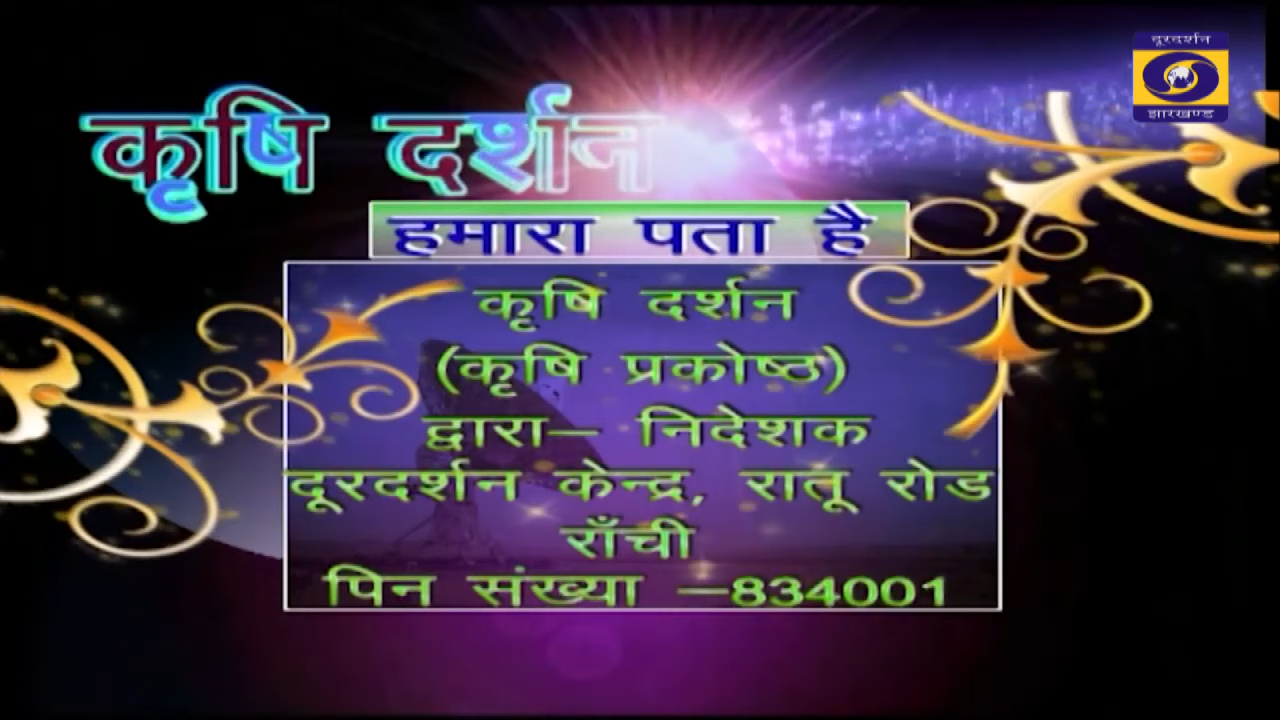 दूरदर्शन
झारखण्ड
कृषि दर्शन
हमारा पता है
कृषि दर्शन
(कृषि प्रकोष्ठ)
द्वारा– निदेशक
दूरदर्शन केन्द्र, रातू रोड
राँची
पिन संख्या –834001